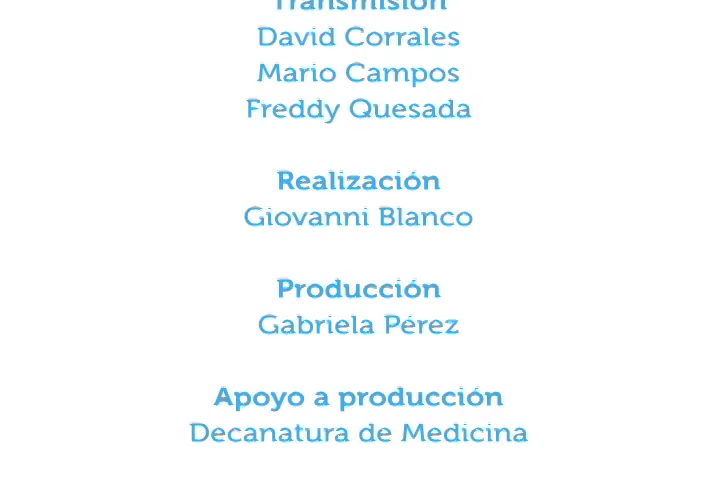 Transmisión
David Corrales
Mario Campos
Freddy Quesada
Realización
Giovanni Blanco
Producción
Gabriela Pérez
Apoyo a producción
Decanatura de Medicina